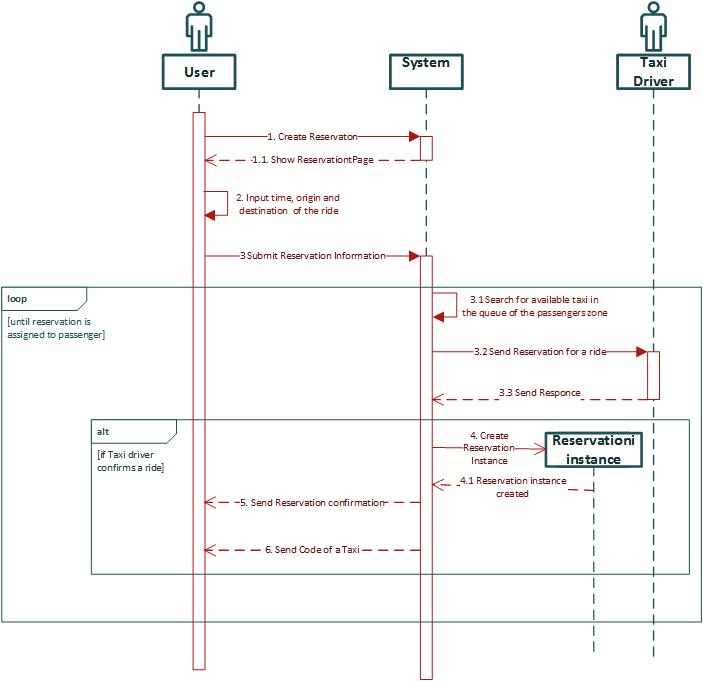 User
System
Taxi
Driver
1. Create Reservaton
1.1. Show ReservationtPage
2. Input time, origin and
destination of the ride
3 Submit Reservation Information
loop
[until reservation is
assigned to passenger]
3.1 Search for available taxi in
the queue of the passengers zone
3.2 Send Reservation for a ride
3.3 Send Responce
alt
[if Taxi driver
confirms a ride]
4. Create
Reservation
Instance
Reservationi
instance
4.1 Reservation instance
created
5. Send Reservation confirmation
6. Send Code of a Taxi